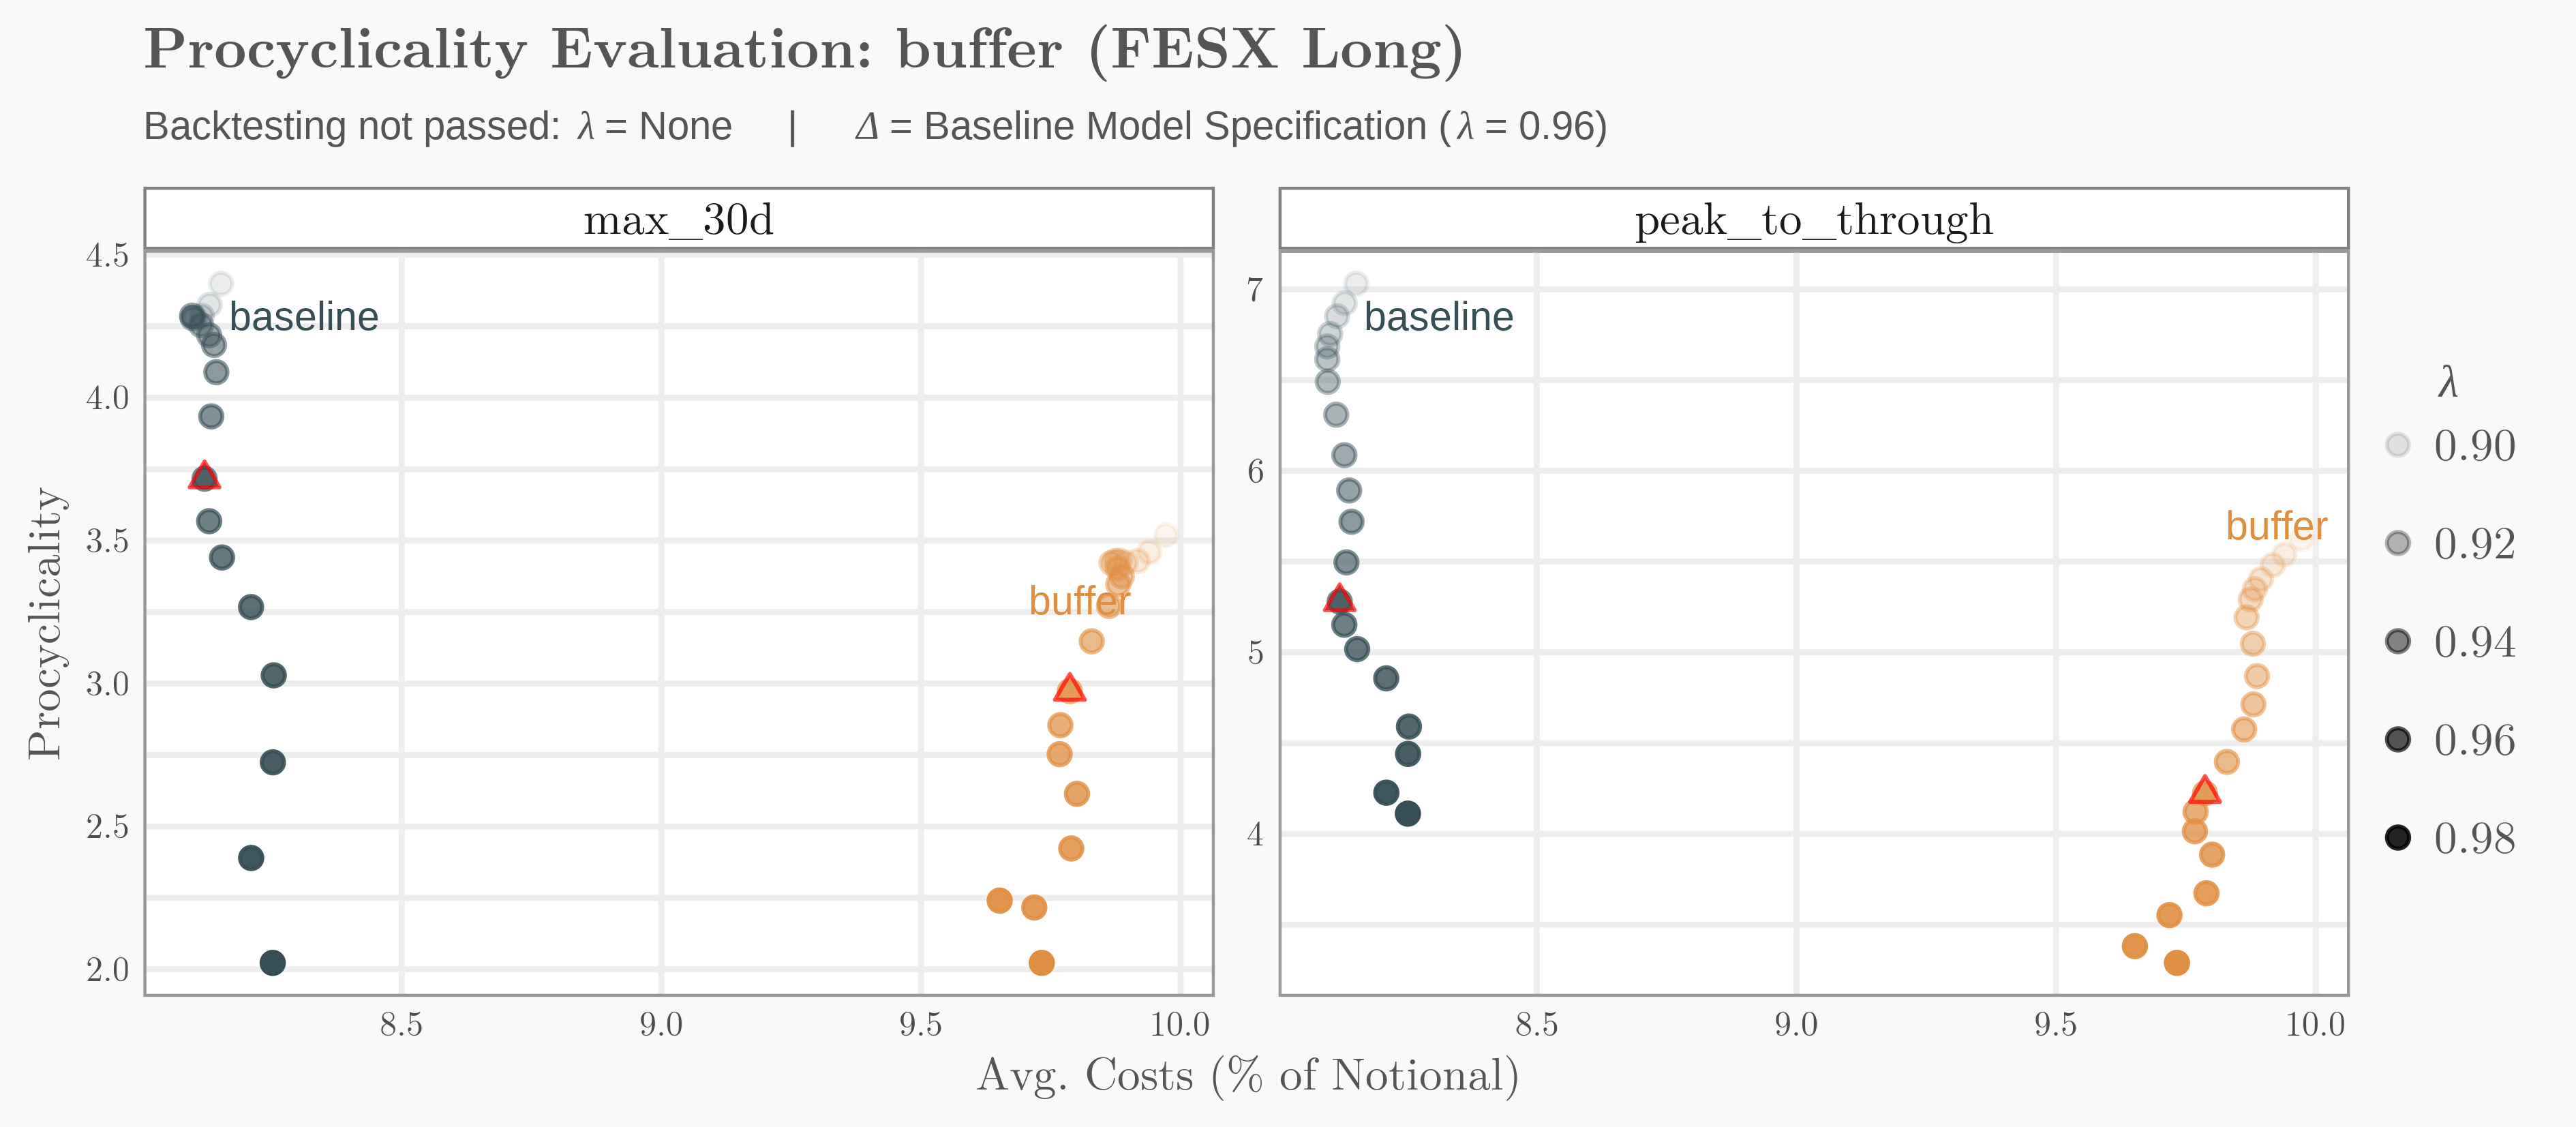 Procyclicality Evaluation: buffer (FESX Long)
Backtesting not passed: λ = None | Δ = Baseline Model Specification (λ = 0.96)
max_30d
peak_to_through
Procyclicality
4.5
4.0
3.5
3.0
2.5
2.0
baseline
buffer
8.5 9.0 9.5 10.0
7
6
5
4
baseline
buffer
8.5 9.0 9.5 10.0
Avg. Costs (% of Notional)
λ
0.90
0.92
0.94
0.96
0.98